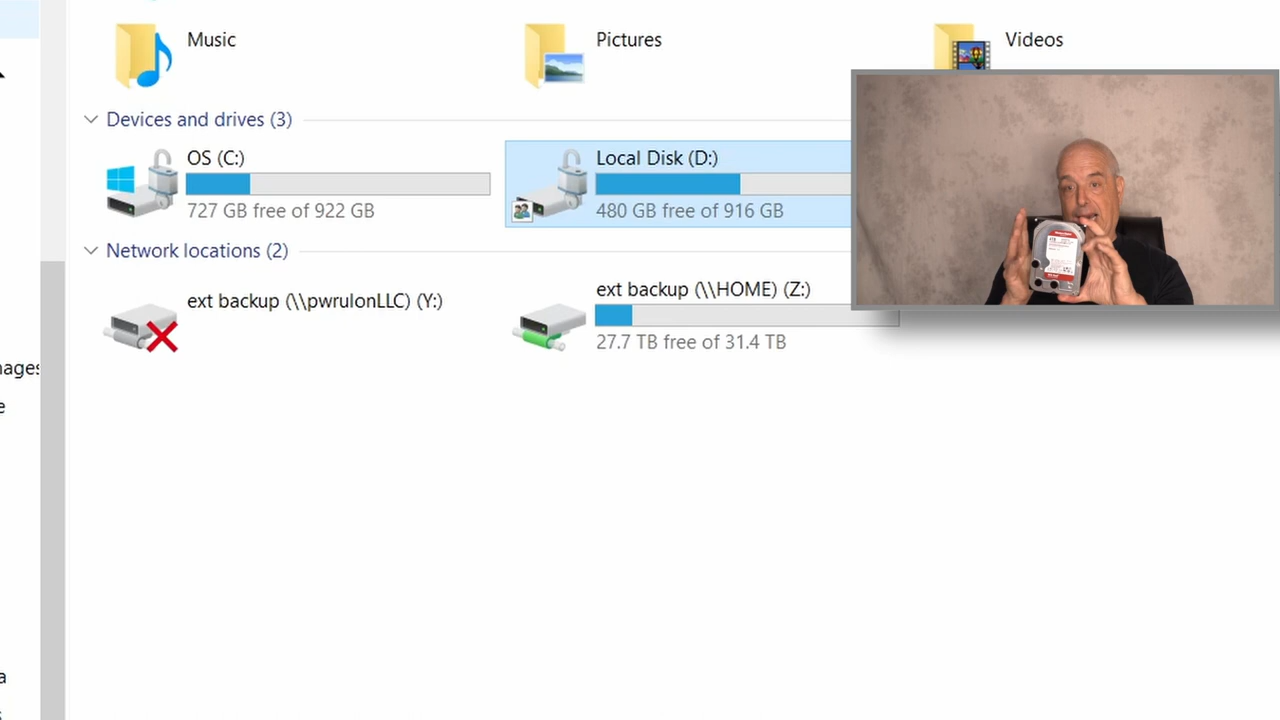 Music
Pictures
Videos
Devices and drives (3)
OS (C:)
727 GB free of 922 GB
Local Disk (D:)
480 GB free of 916 GB
Network locations (2)
ext backup (\\pwrulonLLC) (Y:)
ext backup (\\HOME) (Z:)
27.7 TB free of 31.4 TB